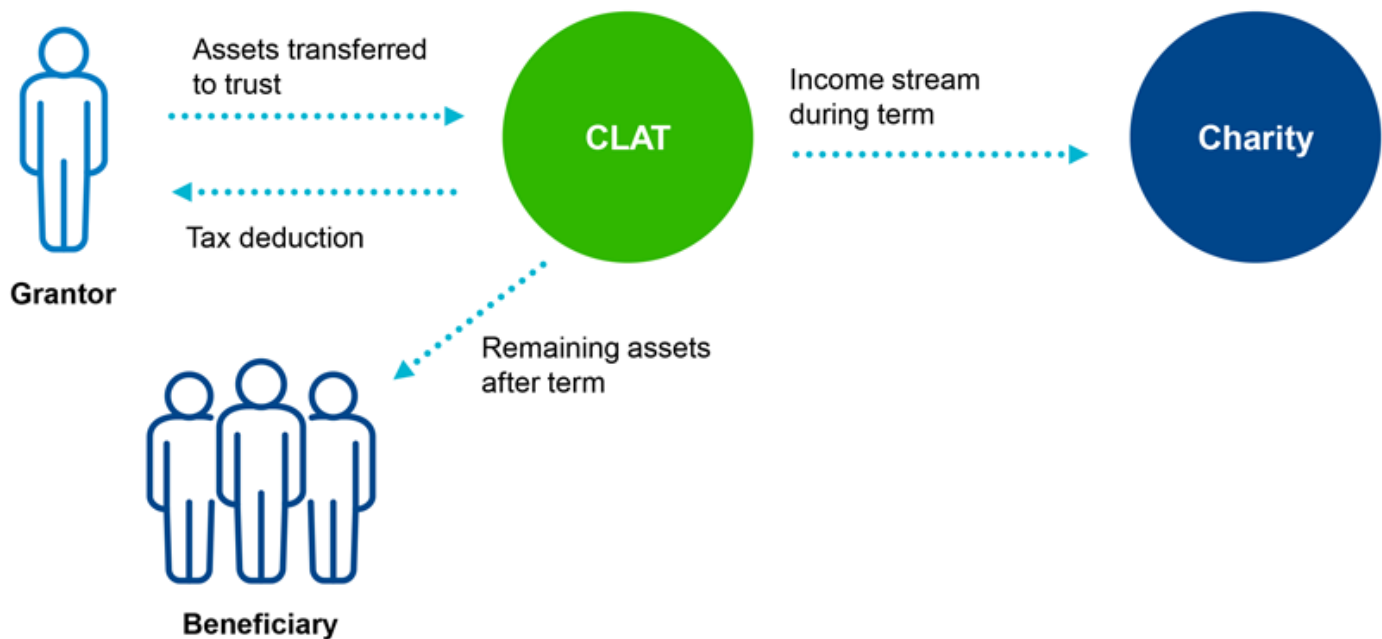 Assets transferred
to trust
Income stream
during term
CLAT
Charity
Tax deduction
Grantor
Remaining assets
after term
Beneficiary